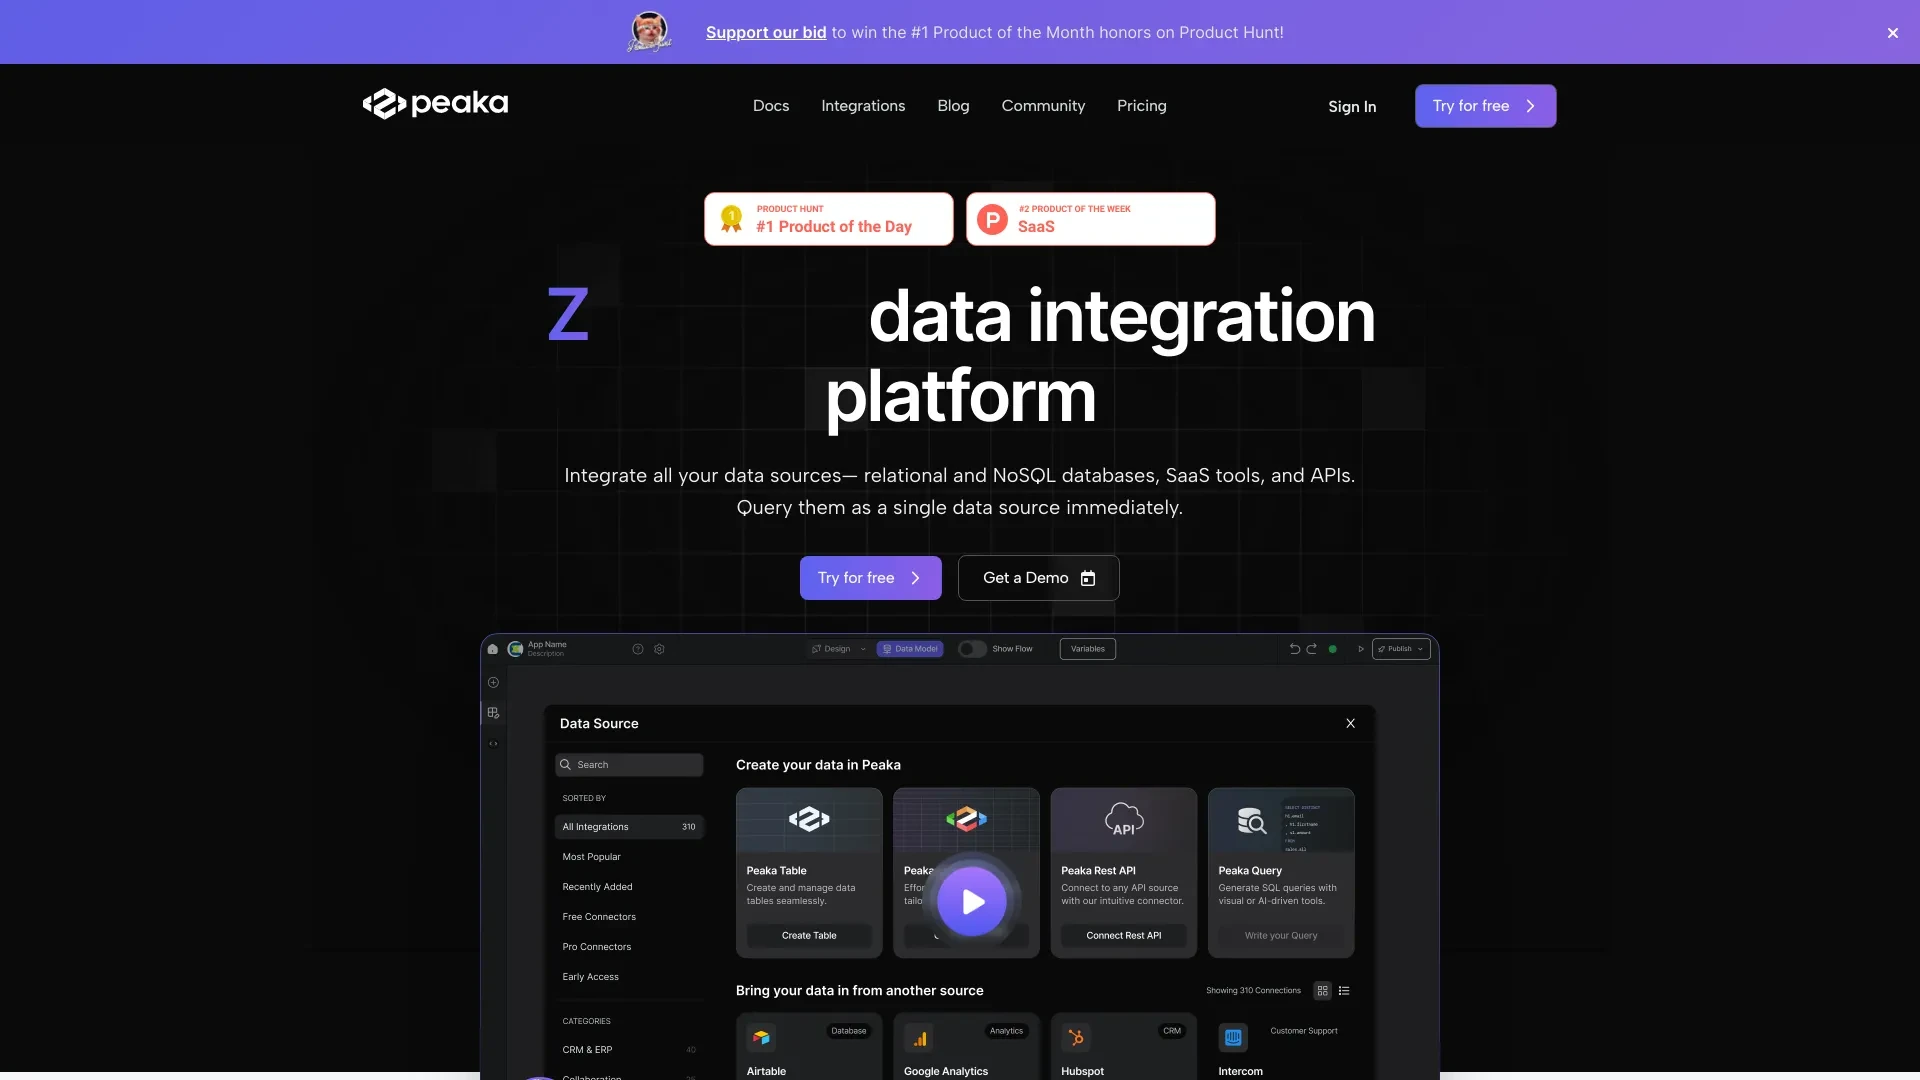 Support our bid to win the #1 Product of the Month honors on Product Hunt!
peaka
Docs
Integrations
Blog
Community
Pricing
Sign In
Try for free
1
PRODUCT HUNT
#1 Product of the Day
P
#2 PRODUCT OF THE WEEK
SaaS
Z data integration
platform
Integrate all your data sources— relational and NoSQL databases, SaaS tools, and APIs.
Query them as a single data source immediately.
Try for free
Get a Demo
App Name
Description
Design
Data Model
Show Flow
Variables
Publish
Data Source
X
Search
SORTED BY
All Integrations 310
Most Popular
Recently Added
Free Connectors
Pro Connectors
Early Access
CATEGORIES
CRM & ERP 40
Create your data in Peaka
Peaka Table
Create and manage data
tables seamlessly.
Create Table
Peaka
API
Peaka Rest API
Connect to any API source
with our intuitive connector.
Connect Rest API
SELECT DISTINCT
Peaka Query
Generate SQL queries with
visual or AI-driven tools.
Write your Query
Bring your data in from another source
Showing 310 Connections
Database
Airtable
Analytics
Google Analytics
CRM
Hubspot
Customer Support
Intercom